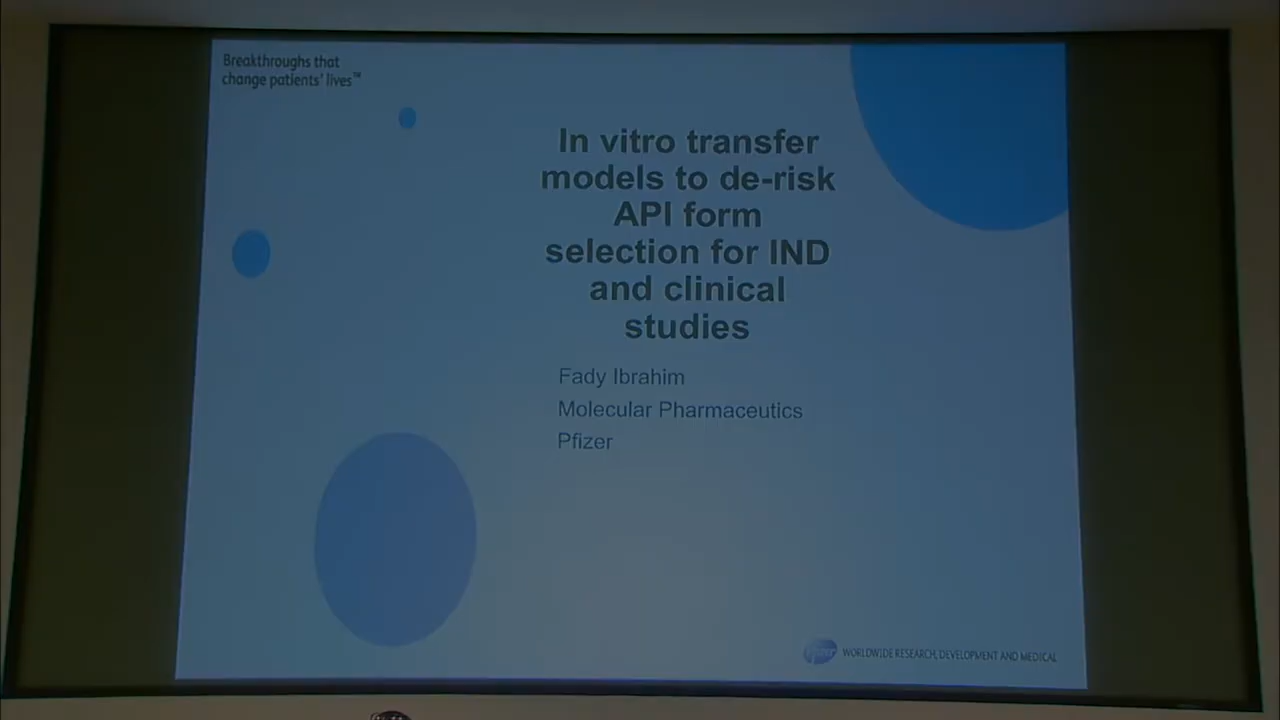 Breakthroughs that
change patients' lives™
In vitro transfer
models to de-risk
API form
selection for IND
and clinical
studies
Fady Ibrahim
Molecular Pharmaceutics
Pfizer
Pfizer WORLDWIDE RESEARCH, DEVELOPMENT AND MEDICAL